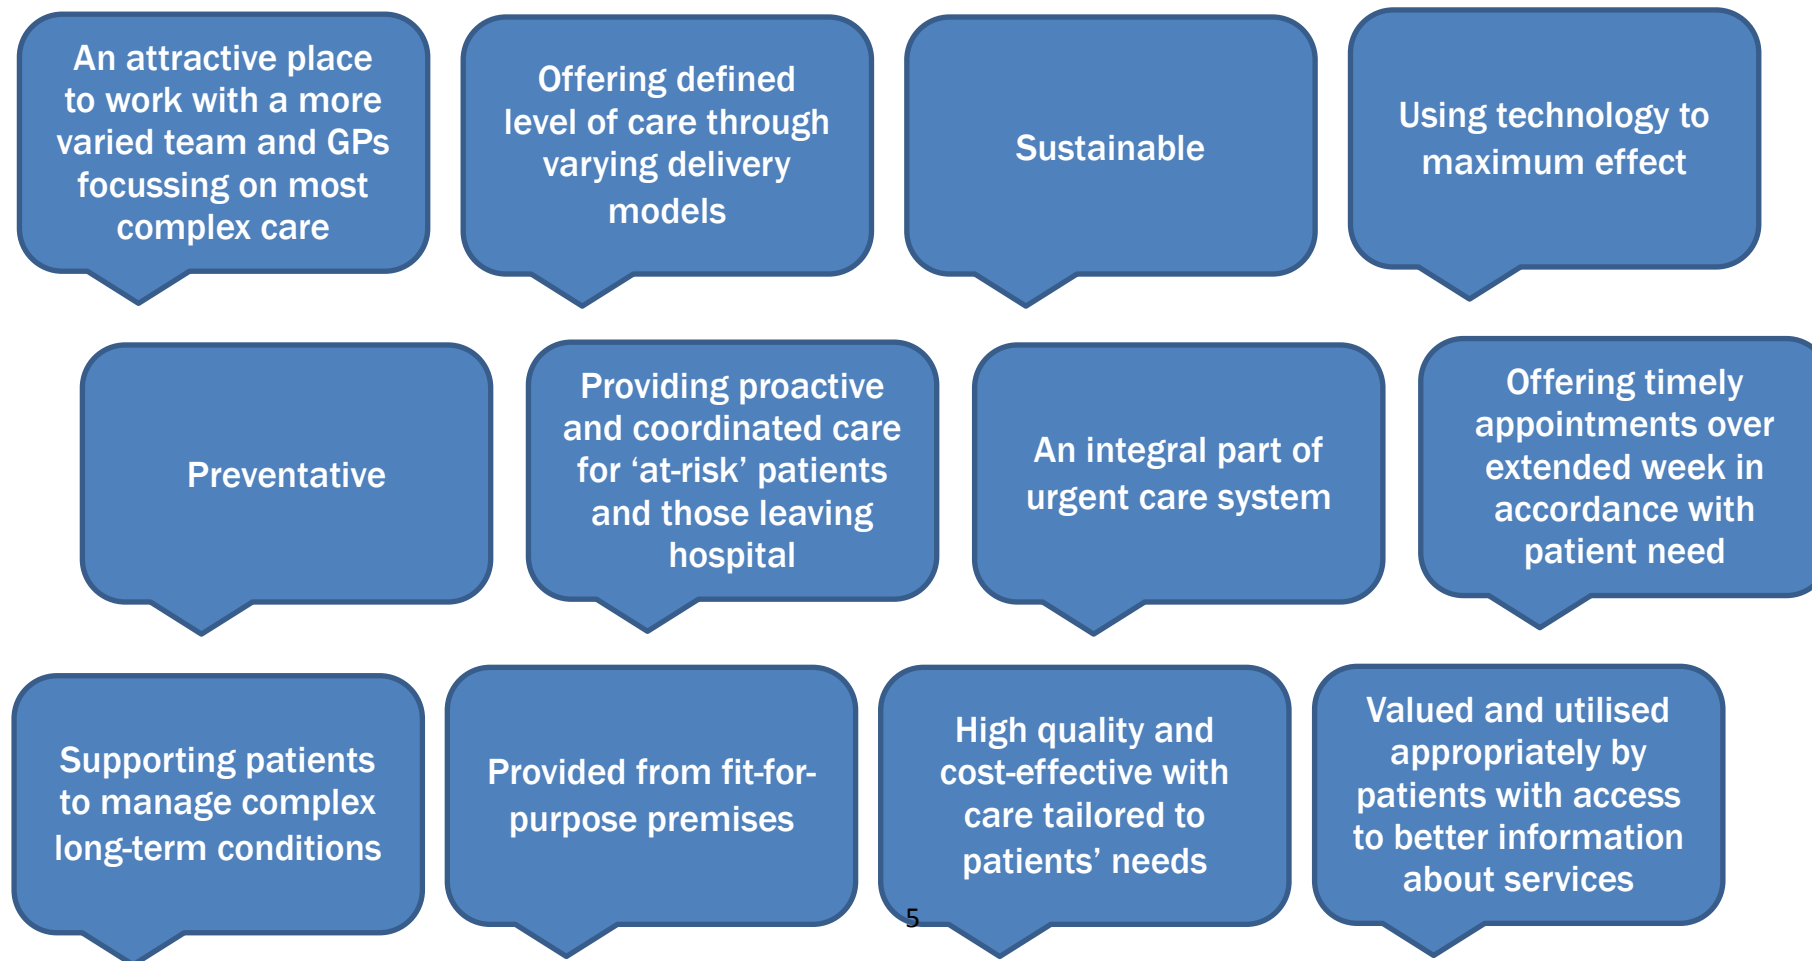 An attractive place
to work with a more
varied team and GPs
focussing on most
complex care
Offering defined
level of care through
varying delivery
models
Sustainable
Using technology to
maximum effect
Preventative
Providing proactive
and coordinated care
for ‘at-risk’ patients
and those leaving
hospital
An integral part of
urgent care system
Offering timely
appointments over
extended week in
accordance with
patient need
Supporting patients
to manage complex
long-term conditions
Provided from fit-for-
purpose premises
High quality and
cost-effective with
care tailored to
patients’ needs
Valued and utilised
appropriately by
patients with access
to better information
about services
5